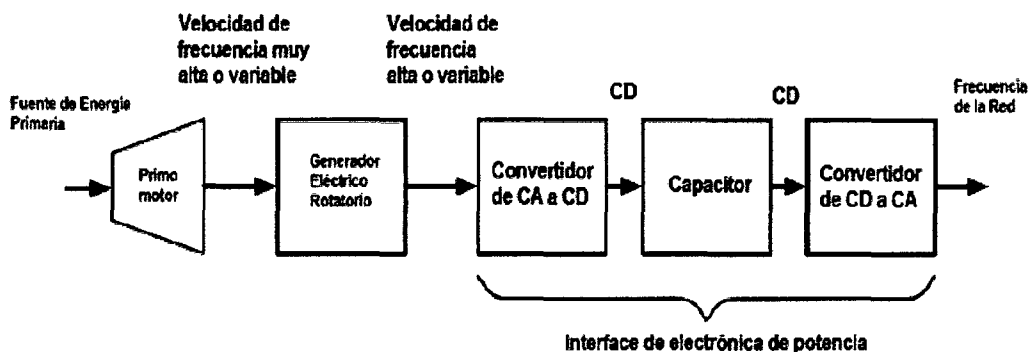 Velocidad de
frecuencia muy
alta o variable
Velocidad de
frecuencia
alta o variable
Fuente de Energía
Primaria
CD
CD
Frecuencia
de la Red
Primo
motor
Generador
Eléctrico
Rotatorio
Convertidor
de CA a CD
Capacitor
Convertidor
de CD a CA
Interface de electrónica de potencia